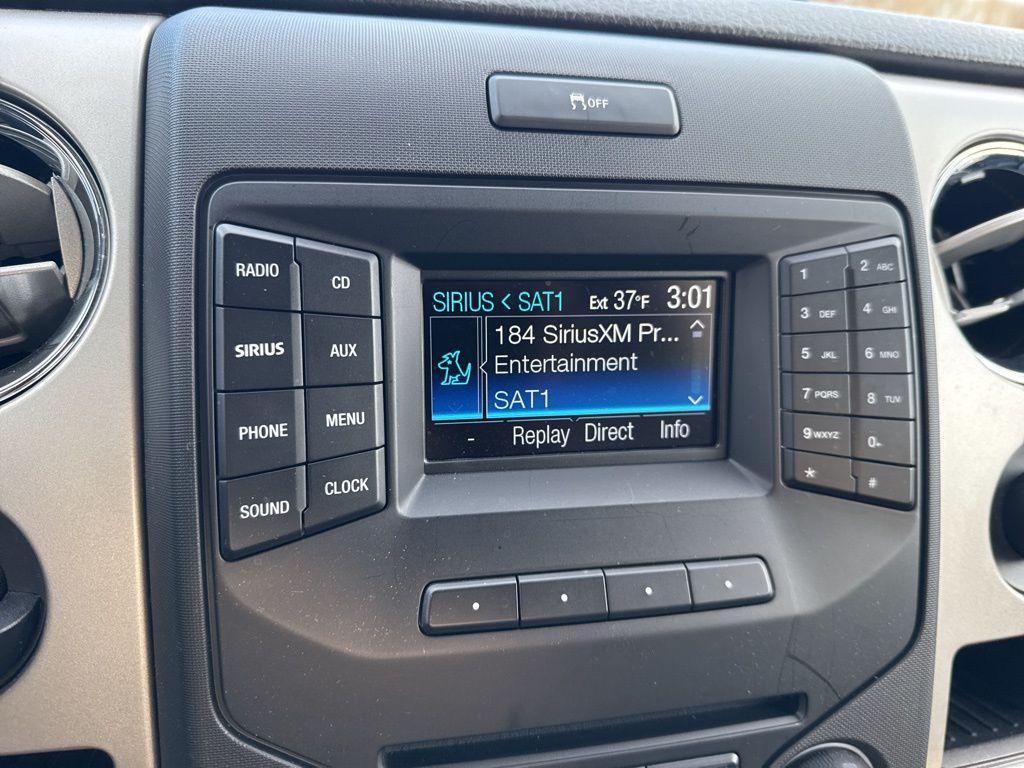 OFF
RADIO
CD
SIRIUS
AUX
PHONE
MENU
SOUND
CLOCK
SIRIUS < SAT1 Ext 37°F 3:01
184 SiriusXM Pr...
Entertainment
SAT1
- Replay Direct Info
1
2 ABC
3 DEF
4 GHI
5 JKL
6 MNO
7 PQRS
8 TUV
9 WXYZ
0+
*
#